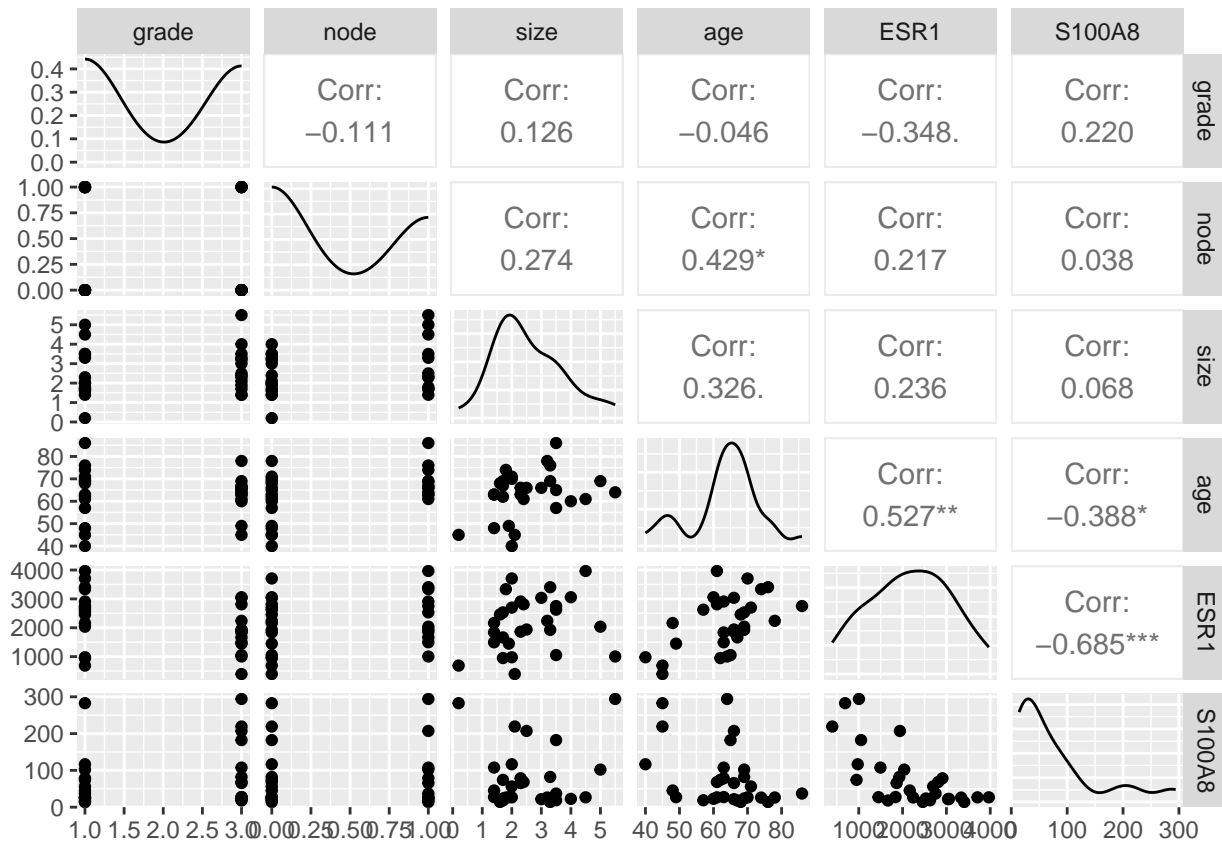 grade node size age ESR1 S100A8
0.4
0.3
0.2
0.1
0.0
Corr:
−0.111
Corr:
0.126
Corr:
−0.046
Corr:
−0.348.
Corr:
0.220
grade
1.00
0.75
0.50
0.25
0.00
Corr:
0.274
Corr:
0.429*
Corr:
0.217
Corr:
0.038
node
5
4
3
2
1
0
Corr:
0.326.
Corr:
0.236
Corr:
0.068
size
80
70
60
50
40
Corr:
0.527**
Corr:
−0.388*
age
4000
3000
2000
1000
Corr:
−0.685***
ESR1
300
200
100
0
S100A8
1.0 1.5 2.0 2.5 3.0 0.00 0.25 0.50 0.75 1.00 0 1 2 3 4 5 40 50 60 70 80 1000 2000 3000 4000 0 100 200 300